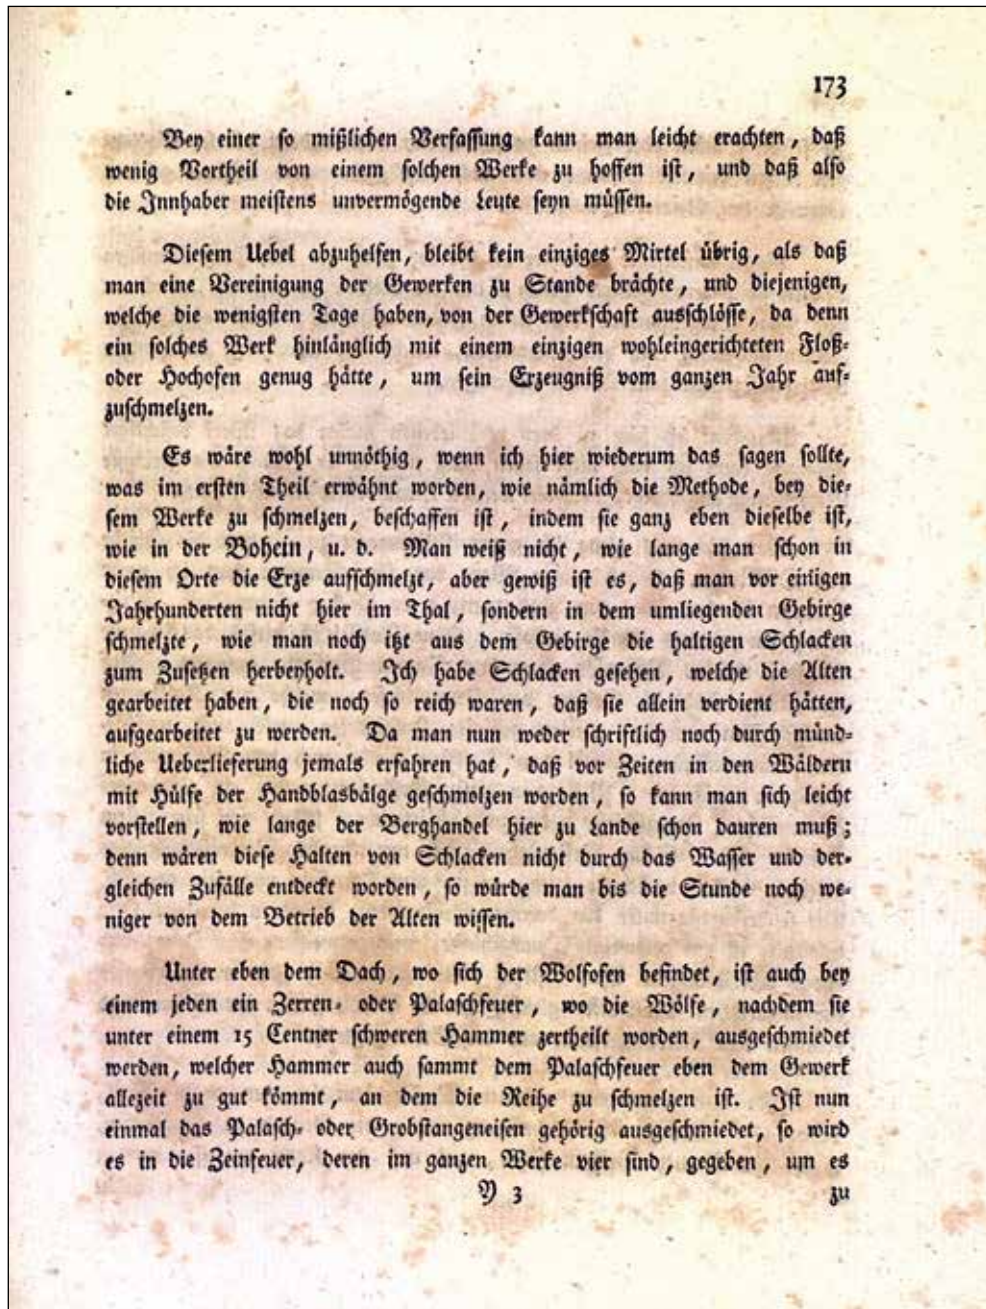 173
Bey einer so mißlichen Verfassung kann man leicht erachten, daß
wenig Vortheil von einem solchen Werke zu hoffen ist, und daß also
die Innhaber meistens unvermögende Leute seyn müssen.
Diesem Uebel abzuhelfen, bleibt kein einziges Mirtel übrig, als daß
man eine Vereinigung der Gewerken zu Stande brächte, und diejenigen,
welche die wenigsten Tage haben, von der Gewerkschaft ausschlösse, da denn
ein solches Werk hinlänglich mit einem einzigen wohleingerichteten Floß-
oder Hochofen genug hätte, um sein Erzeugniß vom ganzen Jahr auf-
zuschmelzen.
Es wäre wohl unnöthig, wenn ich hier wiederum das sagen sollte,
was im ersten Theil erwähnt worden, wie nämlich die Methode, bey die-
sem Werke zu schmelzen, beschaffen ist, indem sie ganz eben dieselbe ist,
wie in der Bohein, u. d. Man weiß nicht, wie lange man schon in
diesem Orte die Erze aufschmelzt, aber gewiß ist es, daß man vor einigen
Jahrhunderten nicht hier im Thal, sondern in dem umliegenden Gebirge
schmelzte, wie man noch itzt aus dem Gebirge die haltigen Schlacken
zum Zusetzen herbeyholt. Ich habe Schlacken gesehen, welche die Alten
gearbeitet haben, die noch so reich waren, daß sie allein verdient hätten,
aufgearbeitet zu werden. Da man nun weder schriftlich noch durch münd-
liche Ueberlieferung jemals erfahren hat, daß vor Zeiten in den Wäldern
mit Hülfe der Handblasbälge geschmolzen worden, so kann man sich leicht
vorstellen, wie lange der Berghandel hier zu Lande schon dauren muß;
denn wären diese Halten von Schlacken nicht durch das Wasser und der-
gleichen Zufälle entdeckt worden, so würde man bis die Stunde noch we-
niger von dem Betrieb der Alten wissen.
Unter eben dem Dach, wo sich der Wolfofen befindet, ist auch bey
einem jeden ein Zerren- oder Palaschfeuer, wo die Wölfe, nachdem sie
unter einem 15 Centner schweren Hammer zertheilt worden, ausgeschmiedet
werden, welcher Hammer auch sammt dem Palaschfeuer eben dem Gewerk
allezeit zu gut kömmt, an dem die Reihe zu schmelzen ist. Ist nun
einmal das Palasch- oder Grobstangeneisen gehörig ausgeschmiedet, so wird
es in die Zeinfeuer, deren im ganzen Werke vier sind, gegeben, um es
Y 3 zu